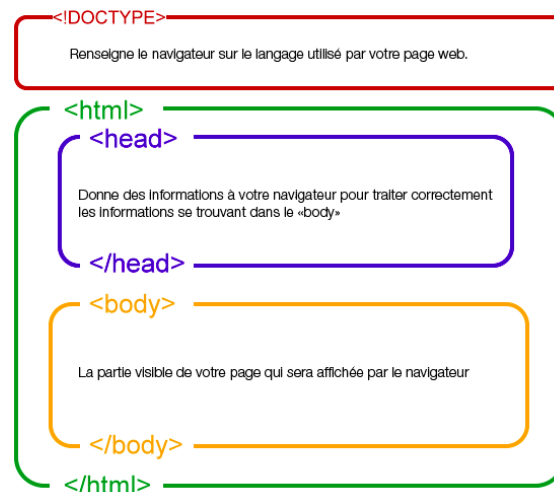 <!DOCTYPE>
Renseigne le navigateur sur le langage utilisé par votre page web.
<html>
<head>
Donne des informations à votre navigateur pour traiter correctement
les informations se trouvant dans le «body»
</head>
<body>
La partie visible de votre page qui sera affichée par le navigateur
</body>
</html>